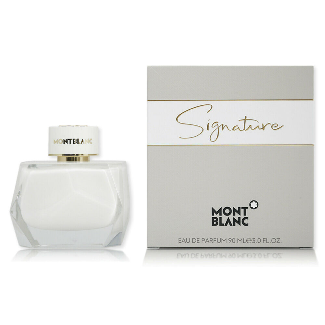 MONTBLANC
Signature
MONT
BLANC
EAU DE PARFUM 90 ML℮3.0 FL.OZ.